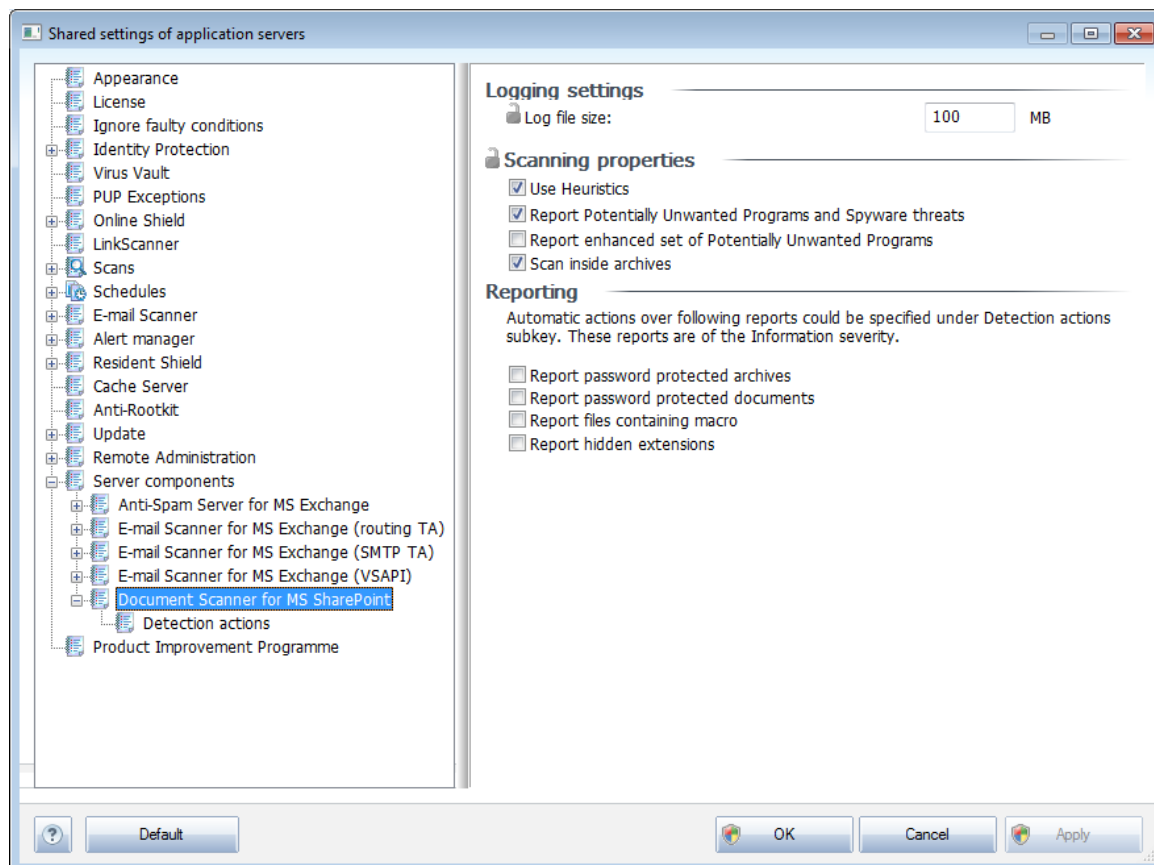 Shared settings of application servers
Appearance
License
Ignore faulty conditions
Identity Protection
Virus Vault
PUP Exceptions
Online Shield
LinkScanner
Scans
Schedules
E-mail Scanner
Alert manager
Resident Shield
Cache Server
Anti-Rootkit
Update
Remote Administration
Server components
Anti-Spam Server for MS Exchange
E-mail Scanner for MS Exchange (routing TA)
E-mail Scanner for MS Exchange (SMTP TA)
E-mail Scanner for MS Exchange (VSAPI)
Document Scanner for MS SharePoint
Detection actions
Product Improvement Programme
Logging settings
Log file size: 100 MB
Scanning properties
Use Heuristics
Report Potentially Unwanted Programs and Spyware threats
Report enhanced set of Potentially Unwanted Programs
Scan inside archives
Reporting
Automatic actions over following reports could be specified under Detection actions
subkey. These reports are of the Information severity.
Report password protected archives
Report password protected documents
Report files containing macro
Report hidden extensions
? Default OK Cancel Apply